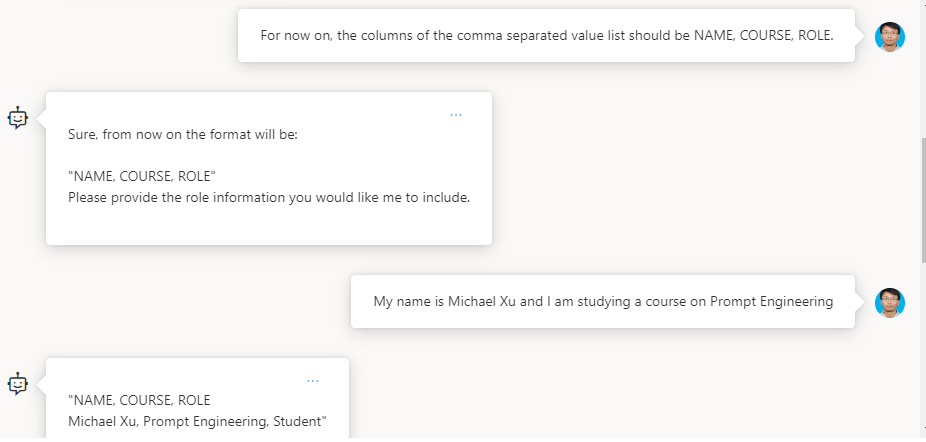 For now on, the columns of the comma separated value list should be NAME, COURSE, ROLE.
...
Sure, from now on the format will be:
"NAME, COURSE, ROLE"
Please provide the role information you would like me to include.
My name is Michael Xu and I am studying a course on Prompt Engineering
...
"NAME, COURSE, ROLE
Michael Xu, Prompt Engineering, Student"